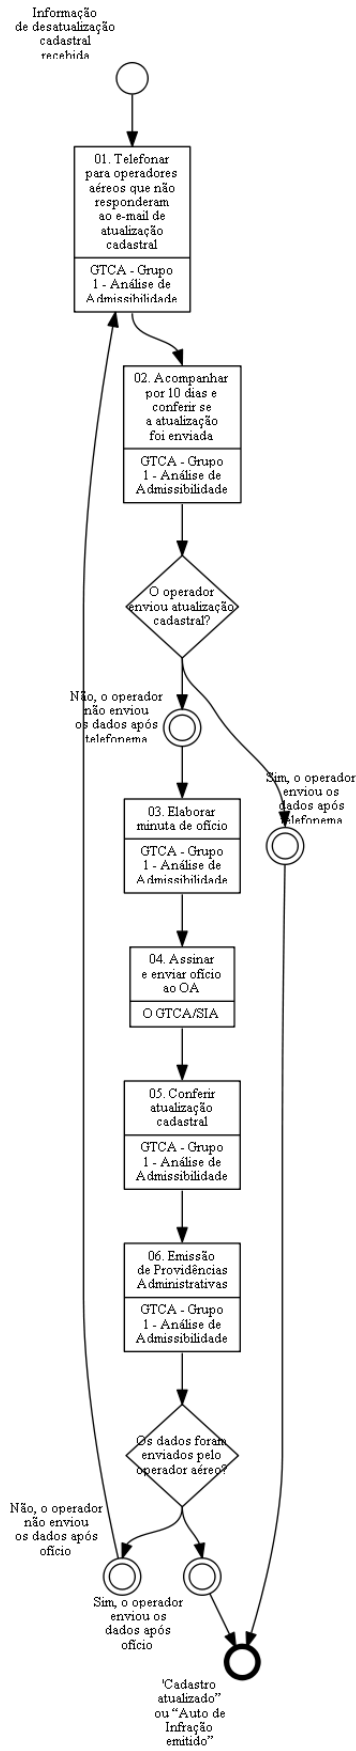 Informação
de desatualização
cadastral
recebida
01. Telefonar
para operadores
aéreos que não
responderam
ao e-mail de
atualização
cadastral
GTCA - Grupo
1 - Análise de
Admissibilidade
02. Acompanhar
por 10 dias e
conferir se
a atualização
foi enviada
GTCA - Grupo
1 - Análise de
Admissibilidade
O operador
enviou atualização
cadastral?
Não, o operador
não enviou
os dados após
telefonema
Sim, o operador
enviou os
dados após
telefonema
03. Elaborar
minuta de ofício
GTCA - Grupo
1 - Análise de
Admissibilidade
04. Assinar
e enviar ofício
ao OA
O GTCA/SIA
05. Conferir
atualização
cadastral
GTCA - Grupo
1 - Análise de
Admissibilidade
06. Emissão
de Providências
Administrativas
GTCA - Grupo
1 - Análise de
Admissibilidade
Os dados foram
enviados pelo
operador aéreo?
Não, o operador
não enviou
os dados após
ofício
Sim, o operador
enviou os
dados após
ofício
'Cadastro
atualizado”
ou “Auto de
Infração
emitido”